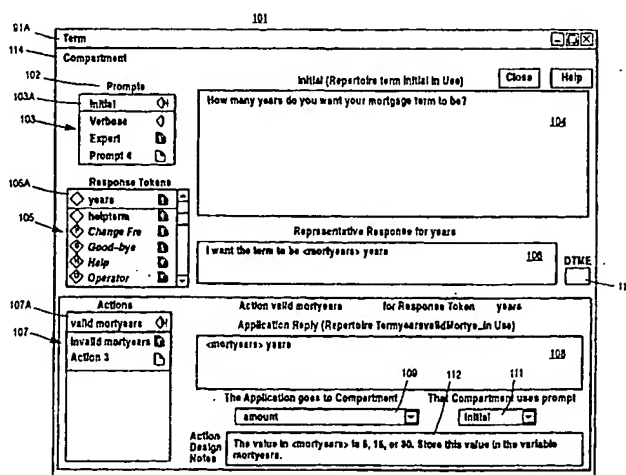 101
91A
Term
114
Compartment
102
Prompts
Initial (Repertoire term Initial in Use)
Close
Help
103A
Initial
How many years do you want your mortgage term to be?
104
103
Verbose
Expert
Prompt 4
Response Tokens
106A
years
helpterm
105
Change Fre
Good-bye
Help
Operator
Representative Response for years
I want the term to be <mortyears> years
106
DTMF
11
Actions
Action valid mortyears for Response Token years
107A
valid mortyears
Application Reply (Repertoire TermyearsvalidMortye_in Use)
107
invalid mortyears
Action 3
<mortyears> years
108
109
112
111
The Application goes to Compartment
That Compartment uses prompt
amount
Initial
Action
Design
Notes
The value in <mortyears> is 5, 15, or 30. Store this value in the variable
mortyears.